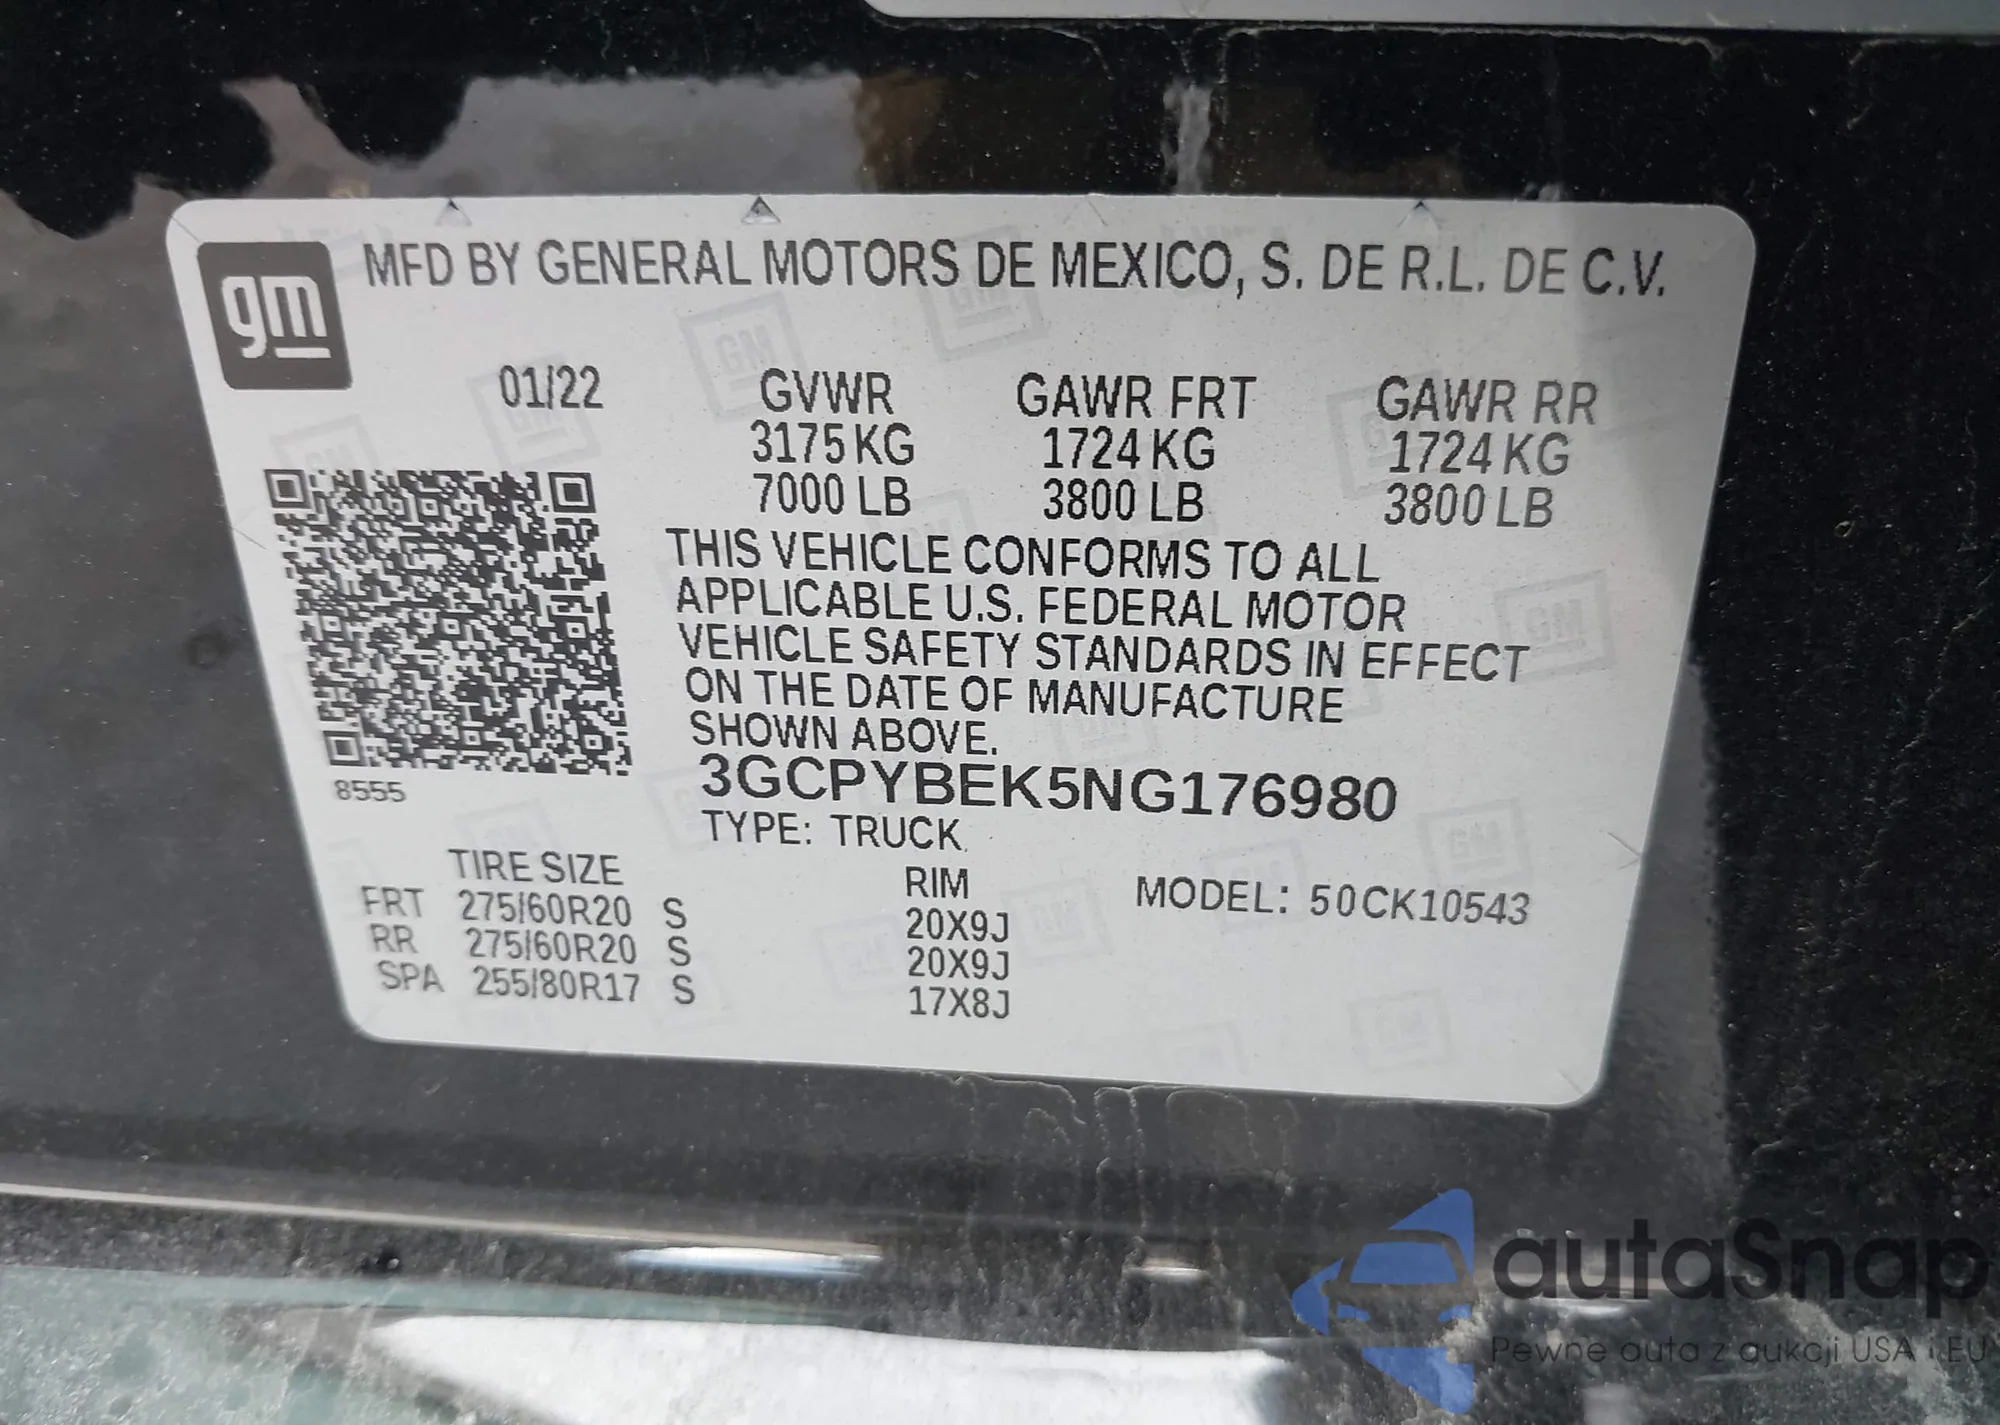 gm
MFD BY GENERAL MOTORS DE MEXICO, S. DE R.L. DE C.V.
01/22 GVWR GAWR FRT GAWR RR
3175 KG 1724 KG 1724 KG
7000 LB 3800 LB 3800 LB
THIS VEHICLE CONFORMS TO ALL
APPLICABLE U.S. FEDERAL MOTOR
VEHICLE SAFETY STANDARDS IN EFFECT
ON THE DATE OF MANUFACTURE
SHOWN ABOVE.
8555
3GCPYBEK5NG176980
TYPE: TRUCK
TIRE SIZE RIM MODEL: 50CK10543
FRT 275/60R20 S 20X9J
RR 275/60R20 S 20X9J
SPA 255/80R17 S 17X8J
autaSnap
Pewne auta z aukcji USA i EU